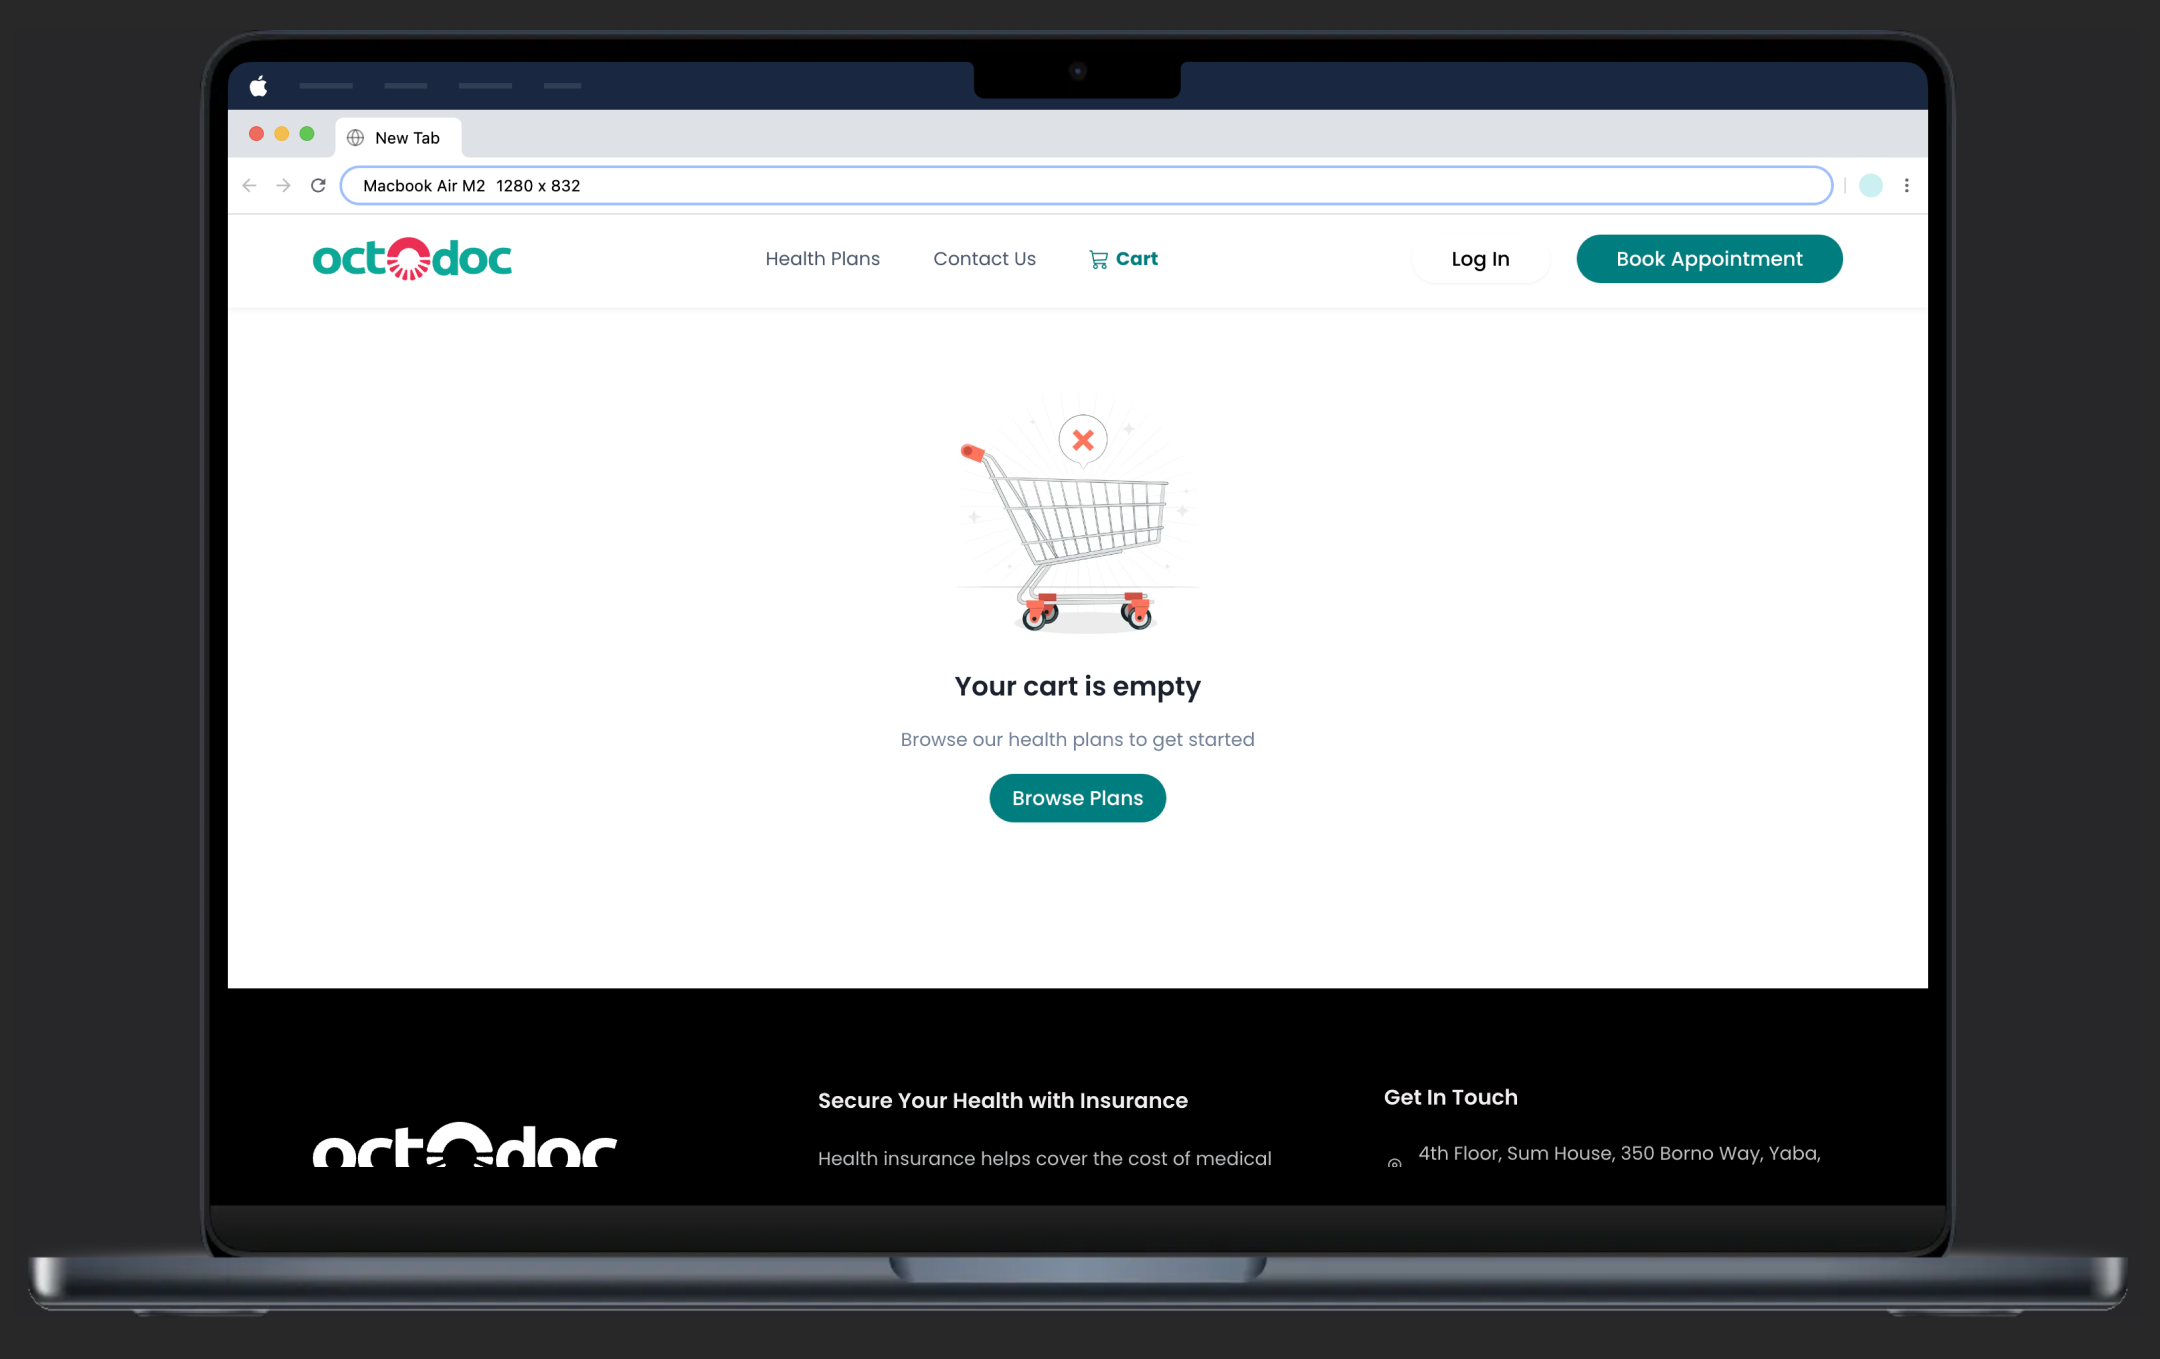 New Tab
Macbook Air M2 1280 x 832
octodoc
Health Plans
Contact Us
Cart
Log In
Book Appointment
Your cart is empty
Browse our health plans to get started
Browse Plans
octodoc
Secure Your Health with Insurance
Health insurance helps cover the cost of medical
Get In Touch
4th Floor, Sum House, 350 Borno Way, Yaba,